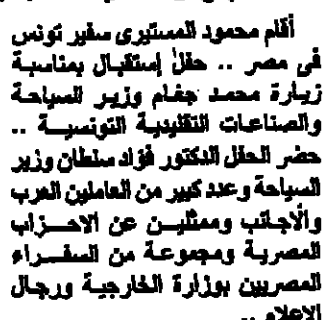 أقام محمود المستيرى سفير تونس
فى مصر .. حفل إستقبال بمناسبة
زيارة محمد جغام وزير السياحة
والصناعات التقليدية التونسية ..
حضر الحفل الدكتور فؤاد سلطان وزير
السياحة وعدد كبير من العاملين العرب
والأجانب وممثلين عن الاحزاب
المصرية ومجموعة من السفراء
المصريين بوزارة الخارجية ورجال
الاعلام ..